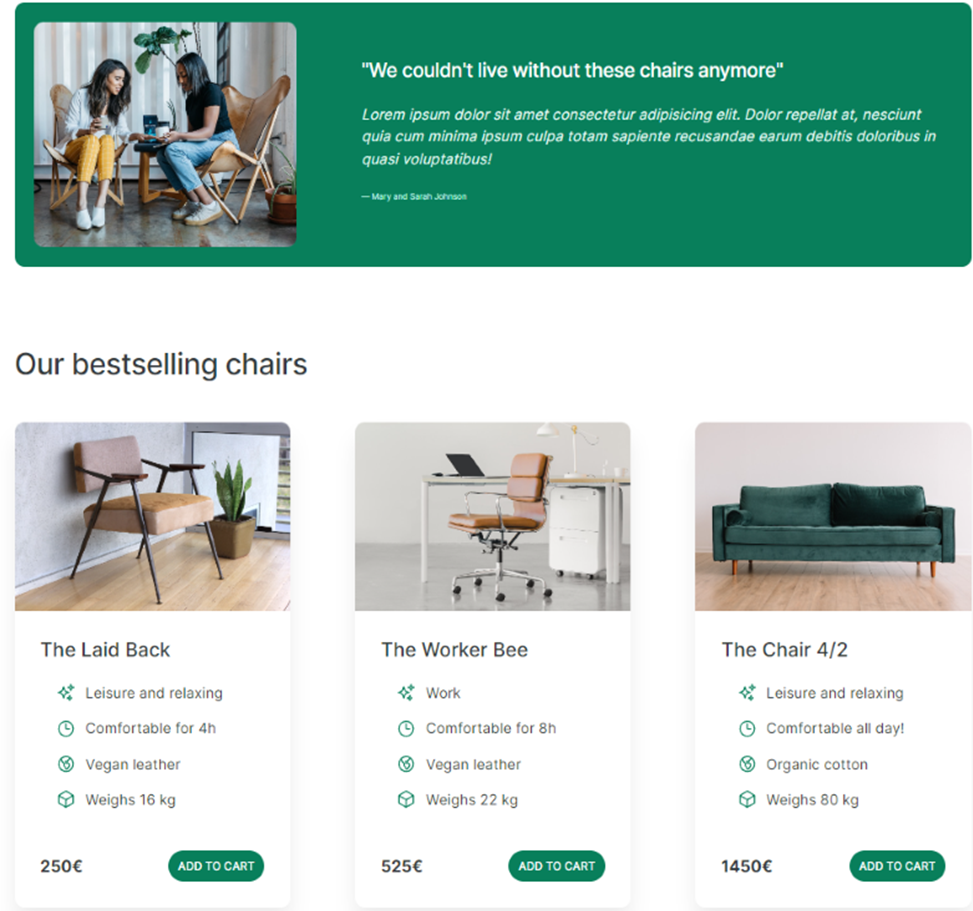 "We couldn't live without these chairs anymore"
Lorem ipsum dolor sit amet consectetur adipisicing elit. Dolor repellat at, nesciunt
quia cum minima ipsum culpa totam sapiente recusandae earum debitis doloribus in
quasi voluptatibus!
— Mary and Sarah Johnson
Our bestselling chairs
The Laid Back
Leisure and relaxing
Comfortable for 4h
Vegan leather
Weighs 16 kg
250€
ADD TO CART
The Worker Bee
Work
Comfortable for 8h
Vegan leather
Weighs 22 kg
525€
ADD TO CART
The Chair 4/2
Leisure and relaxing
Comfortable all day!
Organic cotton
Weighs 80 kg
1450€
ADD TO CART